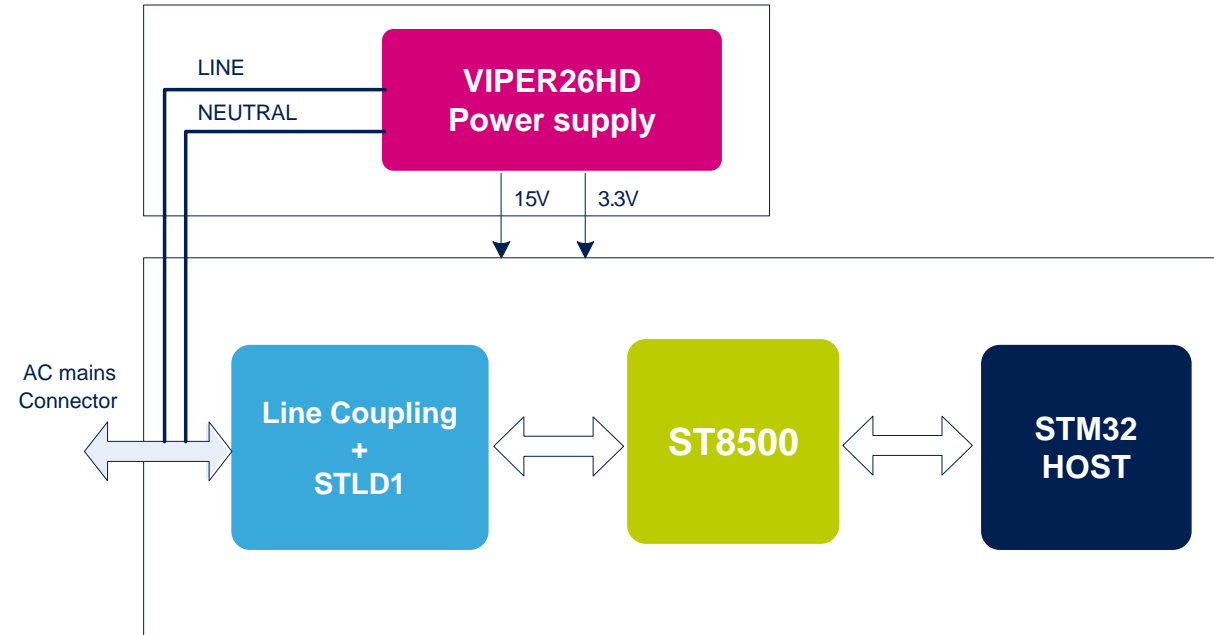 LINE
NEUTRAL
VIPER26HD
Power supply
15V
3.3V
AC mains
Connector
Line Coupling
+
STLD1
ST8500
STM32
HOST